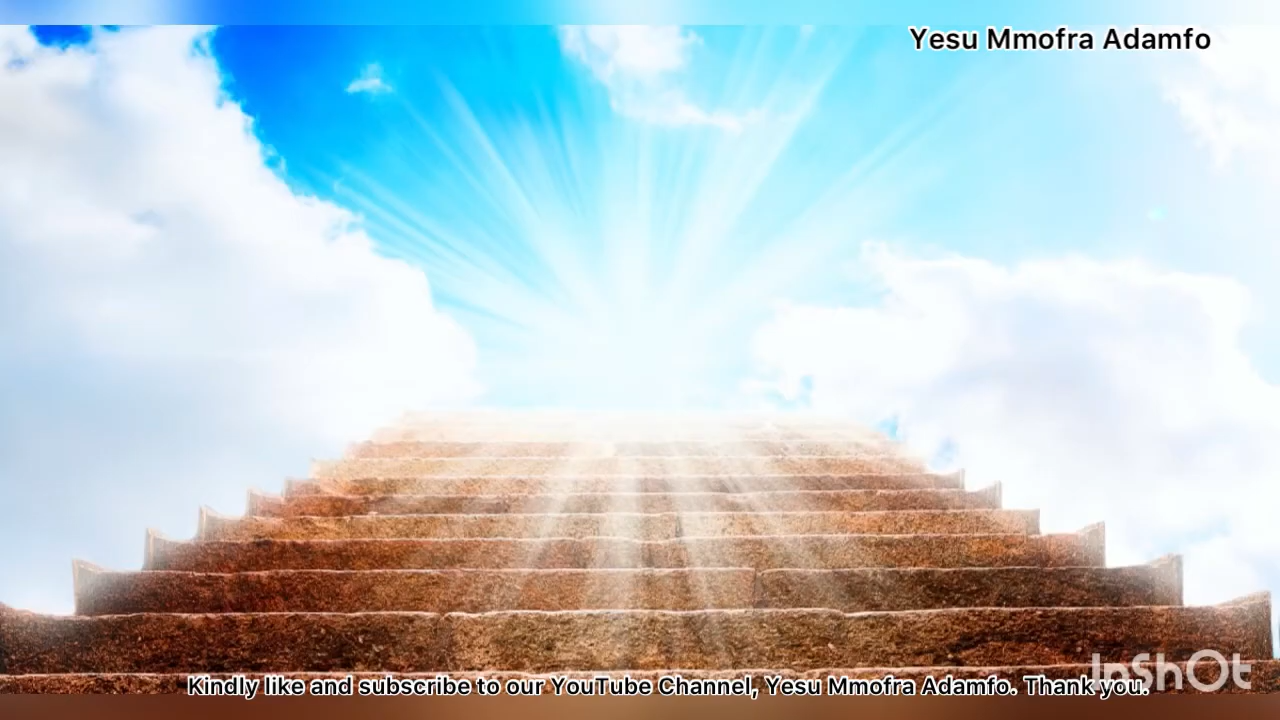 Yesu Mmofra Adamfo
InShOt
Kindly like and subscribe to our YouTube Channel, Yesu Mmofra Adamfo. Thank you.